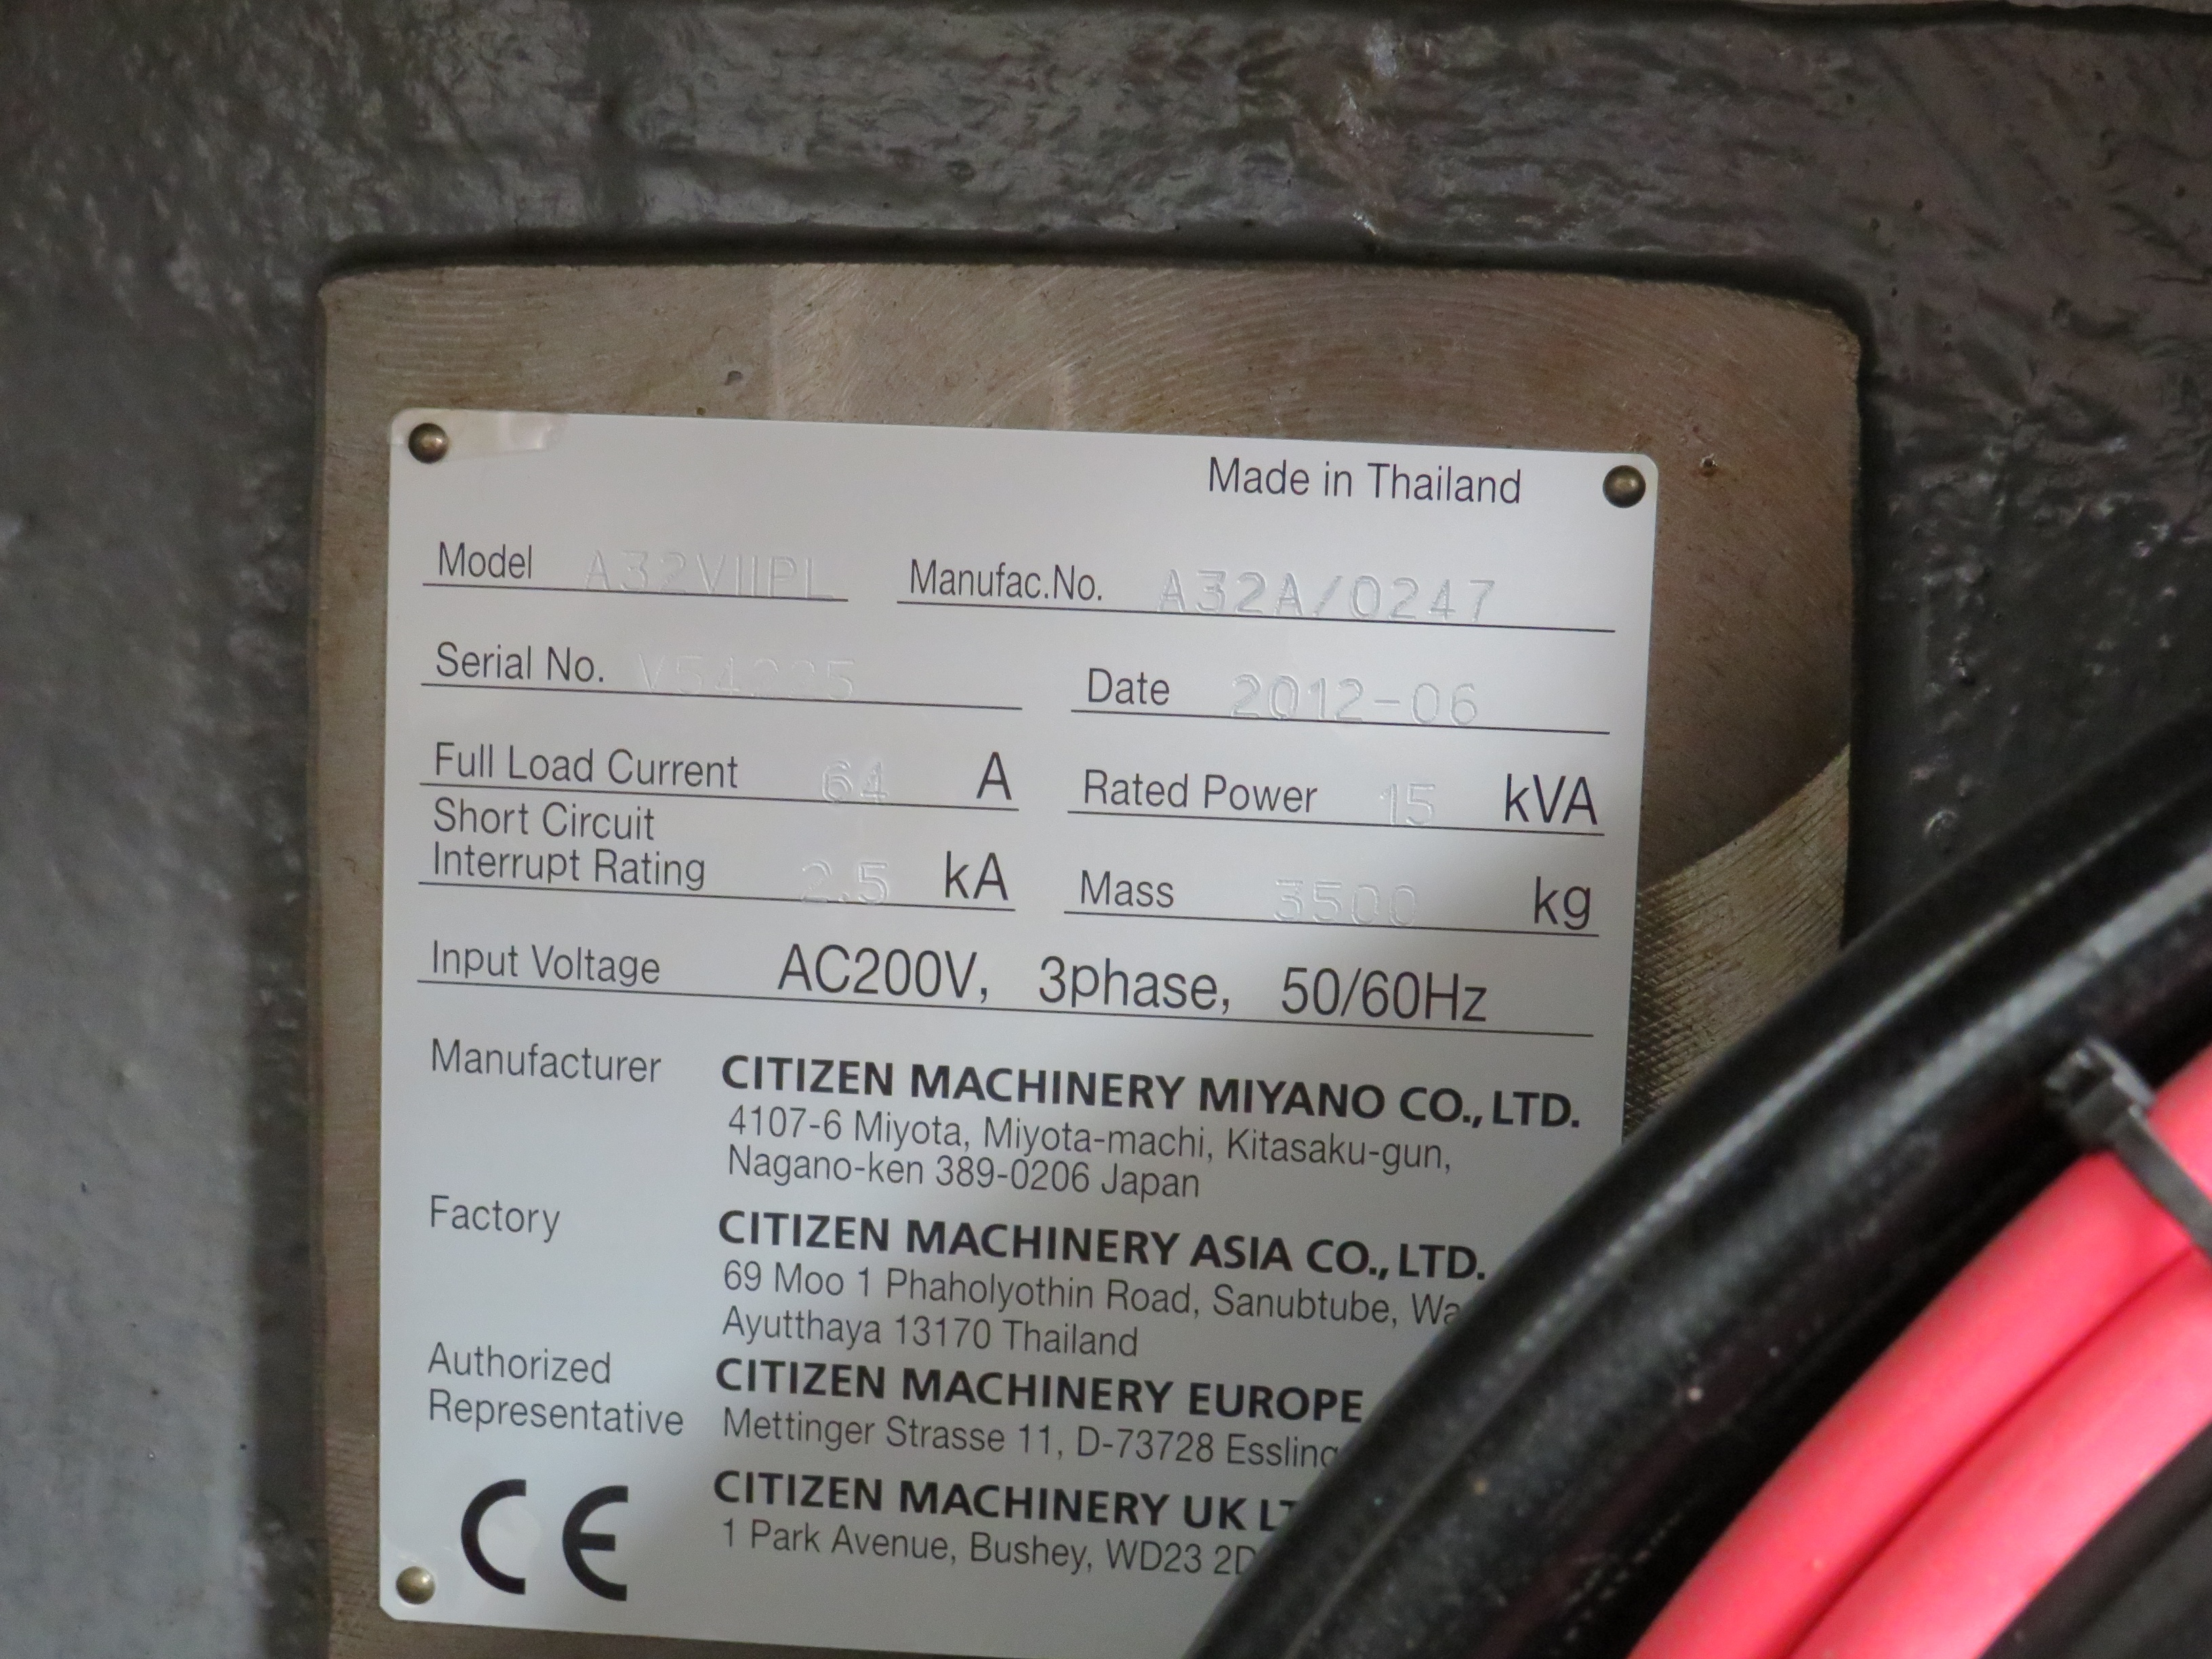 Made in Thailand
Model A32VIIPL Manufac.No. A32A/0247
Serial No. V54225 Date 2012-06
Full Load Current 64 A Rated Power 15 kVA
Short Circuit
Interrupt Rating 2.5 kA Mass 3500 kg
Input Voltage AC200V, 3phase, 50/60Hz
Manufacturer CITIZEN MACHINERY MIYANO CO., LTD.
4107-6 Miyota, Miyota-machi, Kitasaku-gun,
Nagano-ken 389-0206 Japan
Factory CITIZEN MACHINERY ASIA CO., LTD.
69 Moo 1 Phaholyothin Road, Sanubtube,
Ayutthaya 13170 Thailand
Authorized
Representative
CITIZEN MACHINERY EUROPE
Mettinger Strasse 11, D-73728
CITIZEN MACHINERY UK
1 Park Avenue, Bushey, WD23
CE